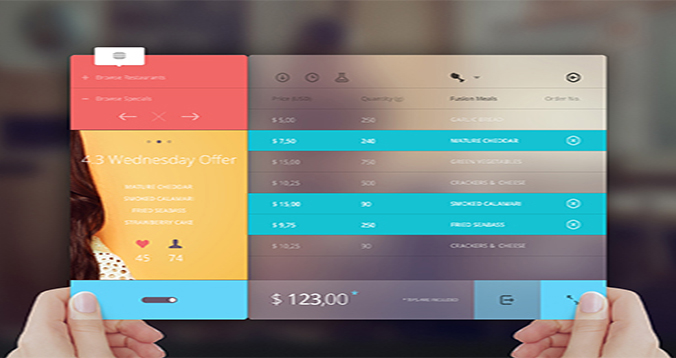 Browse Restaurants
Browse Specials
4.3 Wednesday Offer
MATURE CHEDDAR
SMOKED CALAMARI
FRIED SEABASS
STRAWBERRY CAKE
45 74
Price (USD) Quantity (g) Fusion Meals Order No.
$ 5,00 250 GARLIC BREAD
$ 7,50 240 MATURE CHEDDAR
$ 15,00 750 GREEN VEGETABLES
$ 10,25 500 CRACKERS & CHEESE
$ 15,00 90 SMOKED CALAMARI
$ 9,75 250 FRIED SEABASS
$ 10,25 90 CRACKERS & CHEESE
$ 123,00 *
INCLUDED